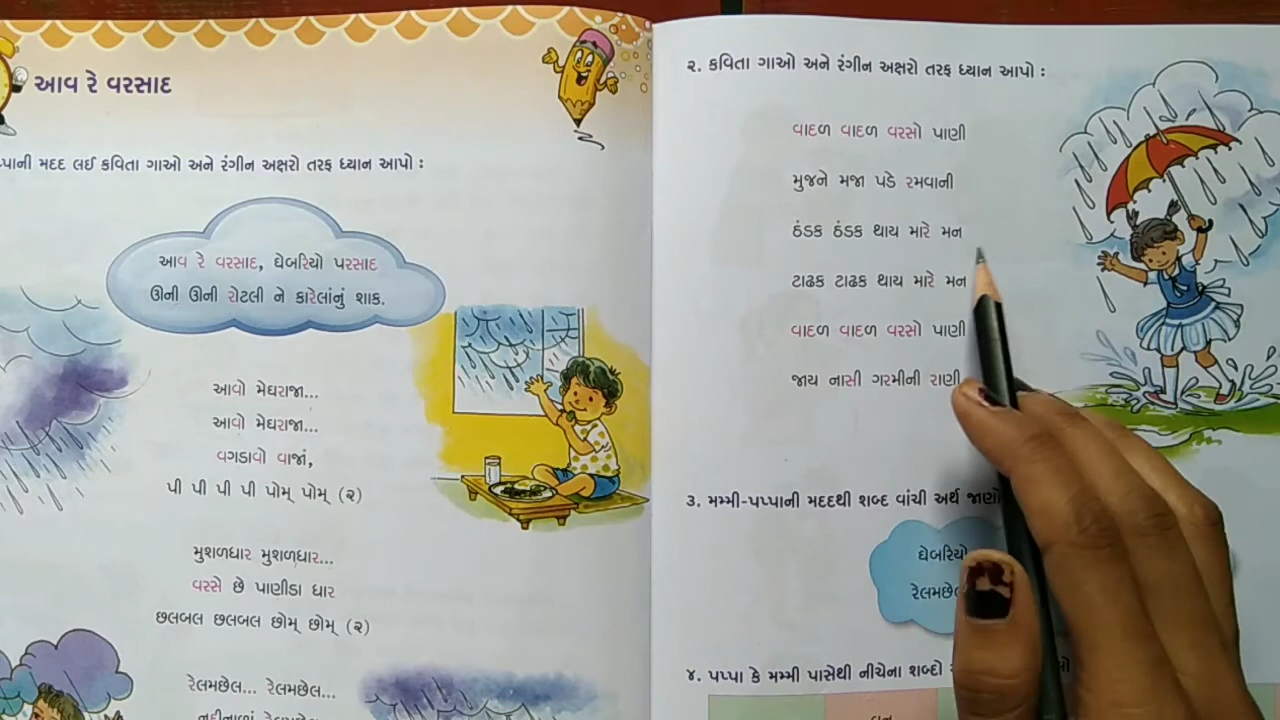 આવ રે વરસાદ
મદદ લઈ કવિતા ગાઓ અને રંગીન અક્ષરો તરફ ધ્યાન આપો :
આવ રે વરસાદ, ઘેબરિયો પરસાદ
ઊની ઊની રોટલી ને કારેલાંનું શાક.
આવો મેઘરાજા...
આવો મેઘરાજા...
વગડાવો વાજાં,
પી પી પી પી પોમ્ પોમ્ (૨)
મુશળધાર મુશળધાર...
વરસે છે પાણીડા ધાર
છલબલ છલબલ છોમ્ છોમ્ (૨)
રેલમછેલ... રેલમછેલ...
૨. કવિતા ગાઓ અને રંગીન અક્ષરો તરફ ધ્યાન આપો :
વાદળ વાદળ વરસો પાણી
મુજને મજા પડે રમવાની
ઠંડક ઠંડક થાય મારે મન
ટાઢક ટાઢક થાય મારે મન
વાદળ વાદળ વરસો પાણી
જાય નાસી ગરમીની રાણી
૩. મમ્મી-પપ્પાની મદદથી શબ્દ વાંચી અર્થ જાણો
ઘેબરિયો
૪. પપ્પા કે મમ્મી પાસેથી નીચેના શબ્દો